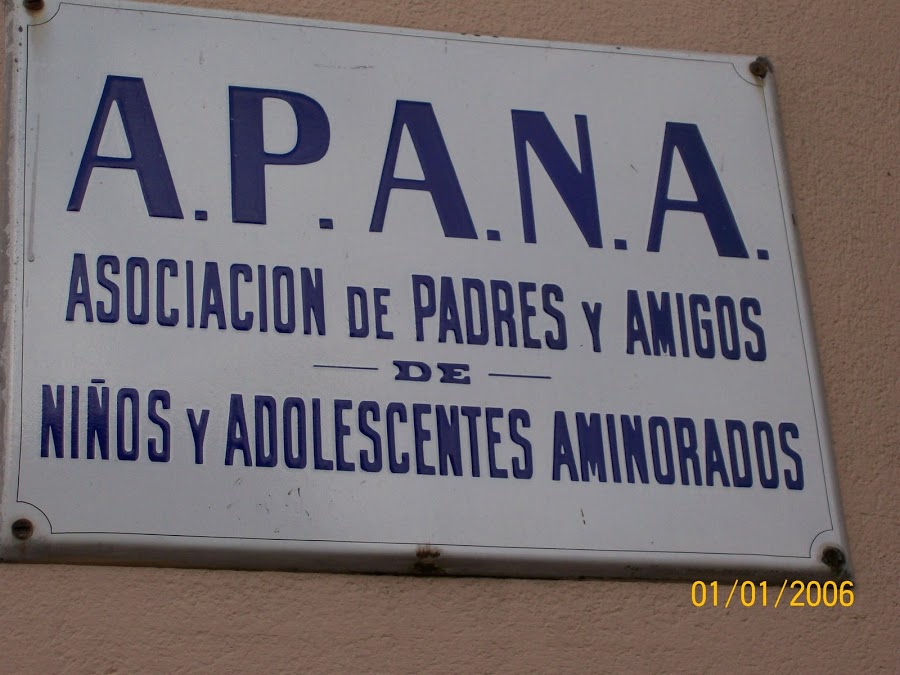 A.P.A.N.A.
ASOCIACION DE PADRES Y AMIGOS
DE
NIÑOS Y ADOLESCENTES AMINORADOS
01/01/2006